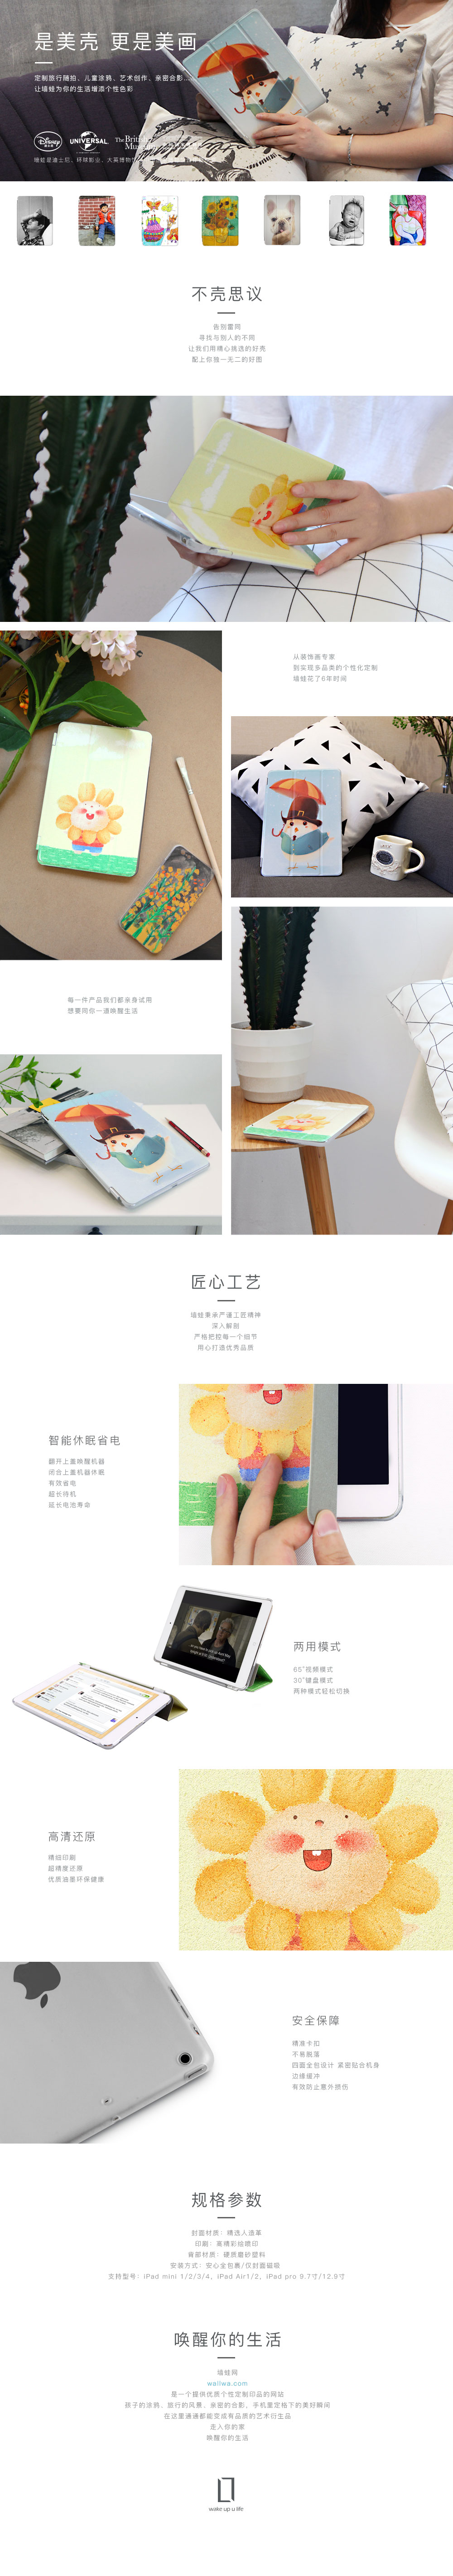 是美壳 更是美画
定制旅行随拍、儿童涂鸦、艺术创作、亲密合影……
让墙蛙为你的生活增添个性色彩
Disney
UNIVERSAL
The British
Museum
不壳思议
告别雷同
寻找与别人的不同
让我们用精心挑选的好壳
配上你独一无二的好图
从装饰画专家
到实现多品类的个性化定制
墙蛙花了6年时间
每一件产品我们都亲身试用
想要同你一道唤醒生活
匠心工艺
墙蛙秉承严谨工匠精神
深入解剖
严格把控每一个细节
用心打造优秀品质
智能休眠省电
翻开上盖唤醒机器
闭合上盖机器休眠
有效省电
超长待机
延长电池寿命
两用模式
65°视频模式
30°键盘模式
两种模式轻松切换
高清还原
精细印刷
超精度还原
优质油墨环保健康
安全保障
精准卡扣
不易脱落
四面全包设计 紧密贴合机身
边缘缓冲
有效防止意外损伤
规格参数
封面材质：精选人造革
印刷：高精彩绘喷印
背部材质：硬质磨砂塑料
安装方式：安心全包裹/仅封面磁吸
支持型号：iPad mini 1/2/3/4，iPad Air1/2，iPad pro 9.7寸/12.9寸
唤醒你的生活
墙蛙网
wallwa.com
是一个提供优质个性定制印品的网站
孩子的涂鸦、旅行的风景、亲密的合影、手机里定格下的美好瞬间
在这里通通都能变成有品质的艺术衍生品
走入你的家
唤醒你的生活
wake up u life